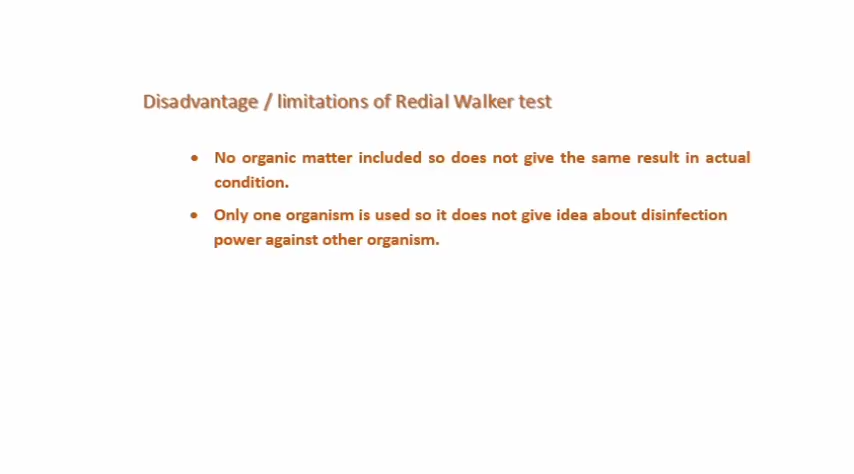 Disadvantage / limitations of Redial Walker test
• No organic matter included so does not give the same result in actual
condition.
• Only one organism is used so it does not give idea about disinfection
power against other organism.